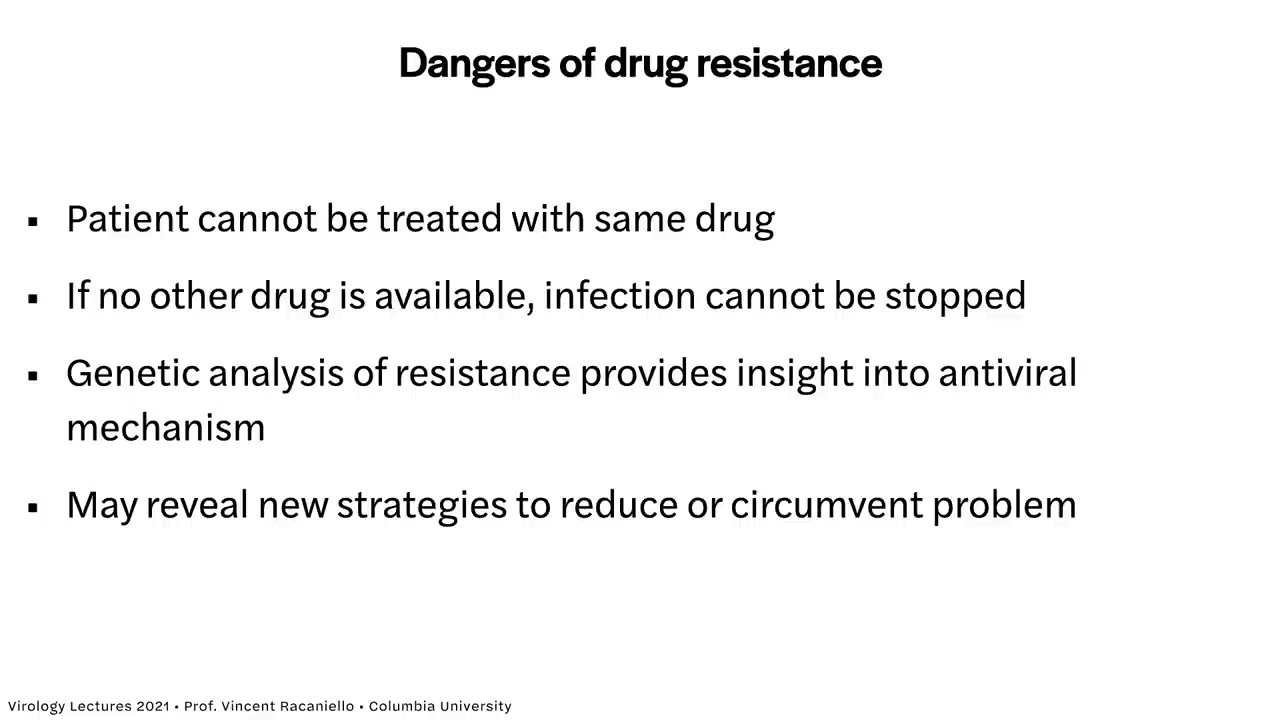 Dangers of drug resistance
▪ Patient cannot be treated with same drug
▪ If no other drug is available, infection cannot be stopped
▪ Genetic analysis of resistance provides insight into antiviral
mechanism
▪ May reveal new strategies to reduce or circumvent problem
Virology Lectures 2021 • Prof. Vincent Racaniello • Columbia University